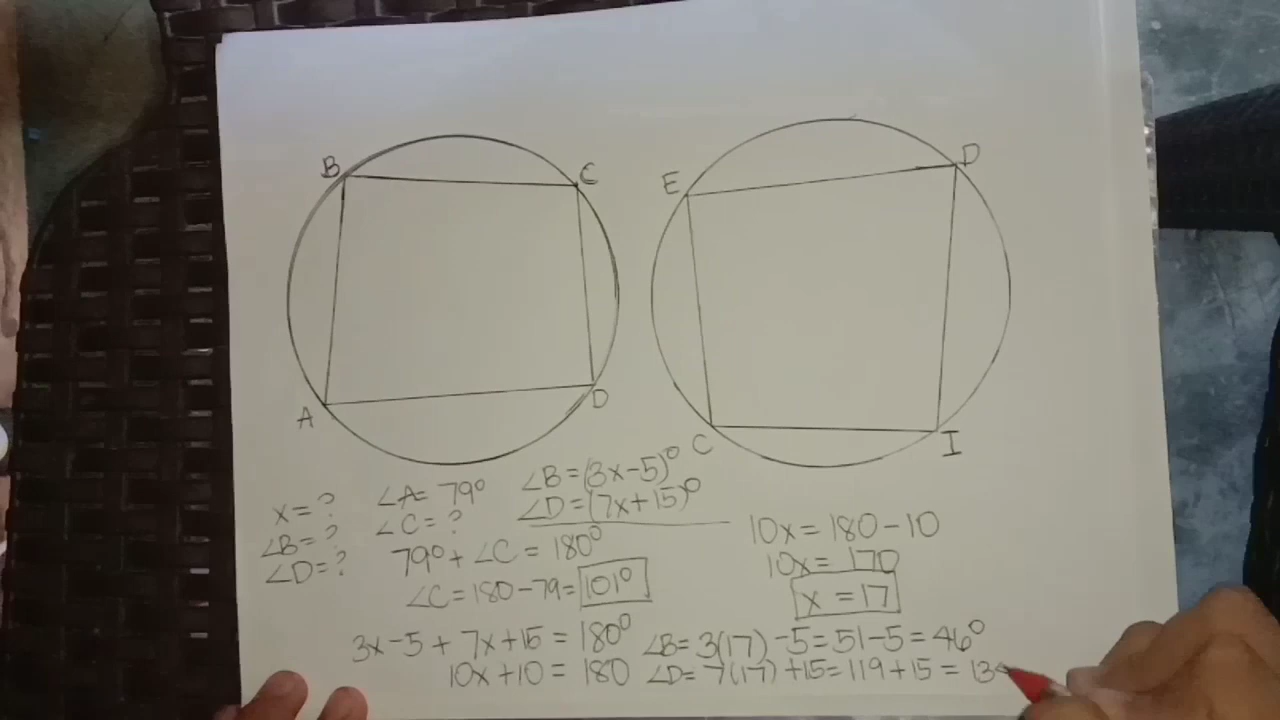 B
C
A
D
E
D
C
I
x = ?
∠B = ?
∠D = ?
∠A = 79°
∠C = ?
∠B = (3x-5)°
∠D = (7x+15)°
79° + ∠C = 180°
∠C = 180-79 = 101°
3x-5 + 7x+15 = 180°
10x+10 = 180
10x = 180-10
10x = 170
x = 17
∠B = 3(17) -5 = 51-5 = 46°
∠D = 7(17) +15 = 119+15 =